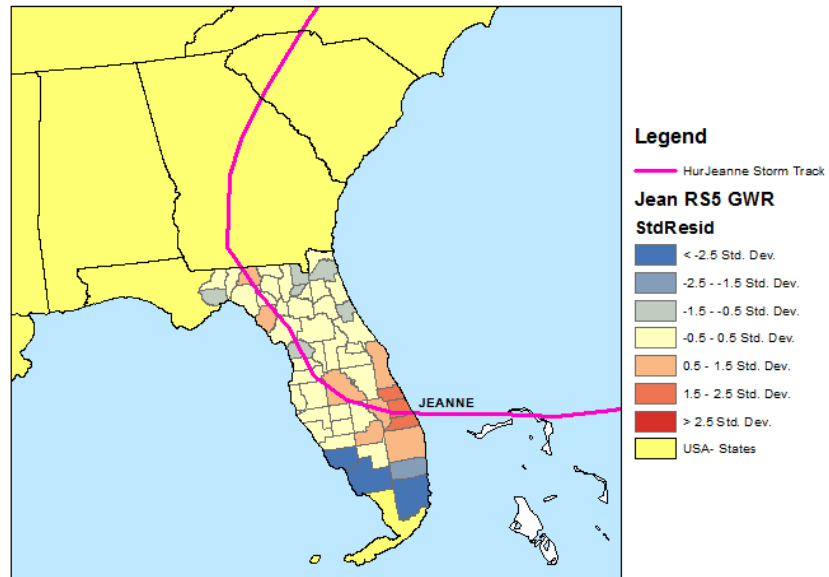 JEANNE
Legend
HurJeanne Storm Track
Jean RS5 GWR
StdResid
< -2.5 Std. Dev.
-2.5 - -1.5 Std. Dev.
-1.5 - -0.5 Std. Dev.
-0.5 - 0.5 Std. Dev.
0.5 - 1.5 Std. Dev.
1.5 - 2.5 Std. Dev.
> 2.5 Std. Dev.
USA- States